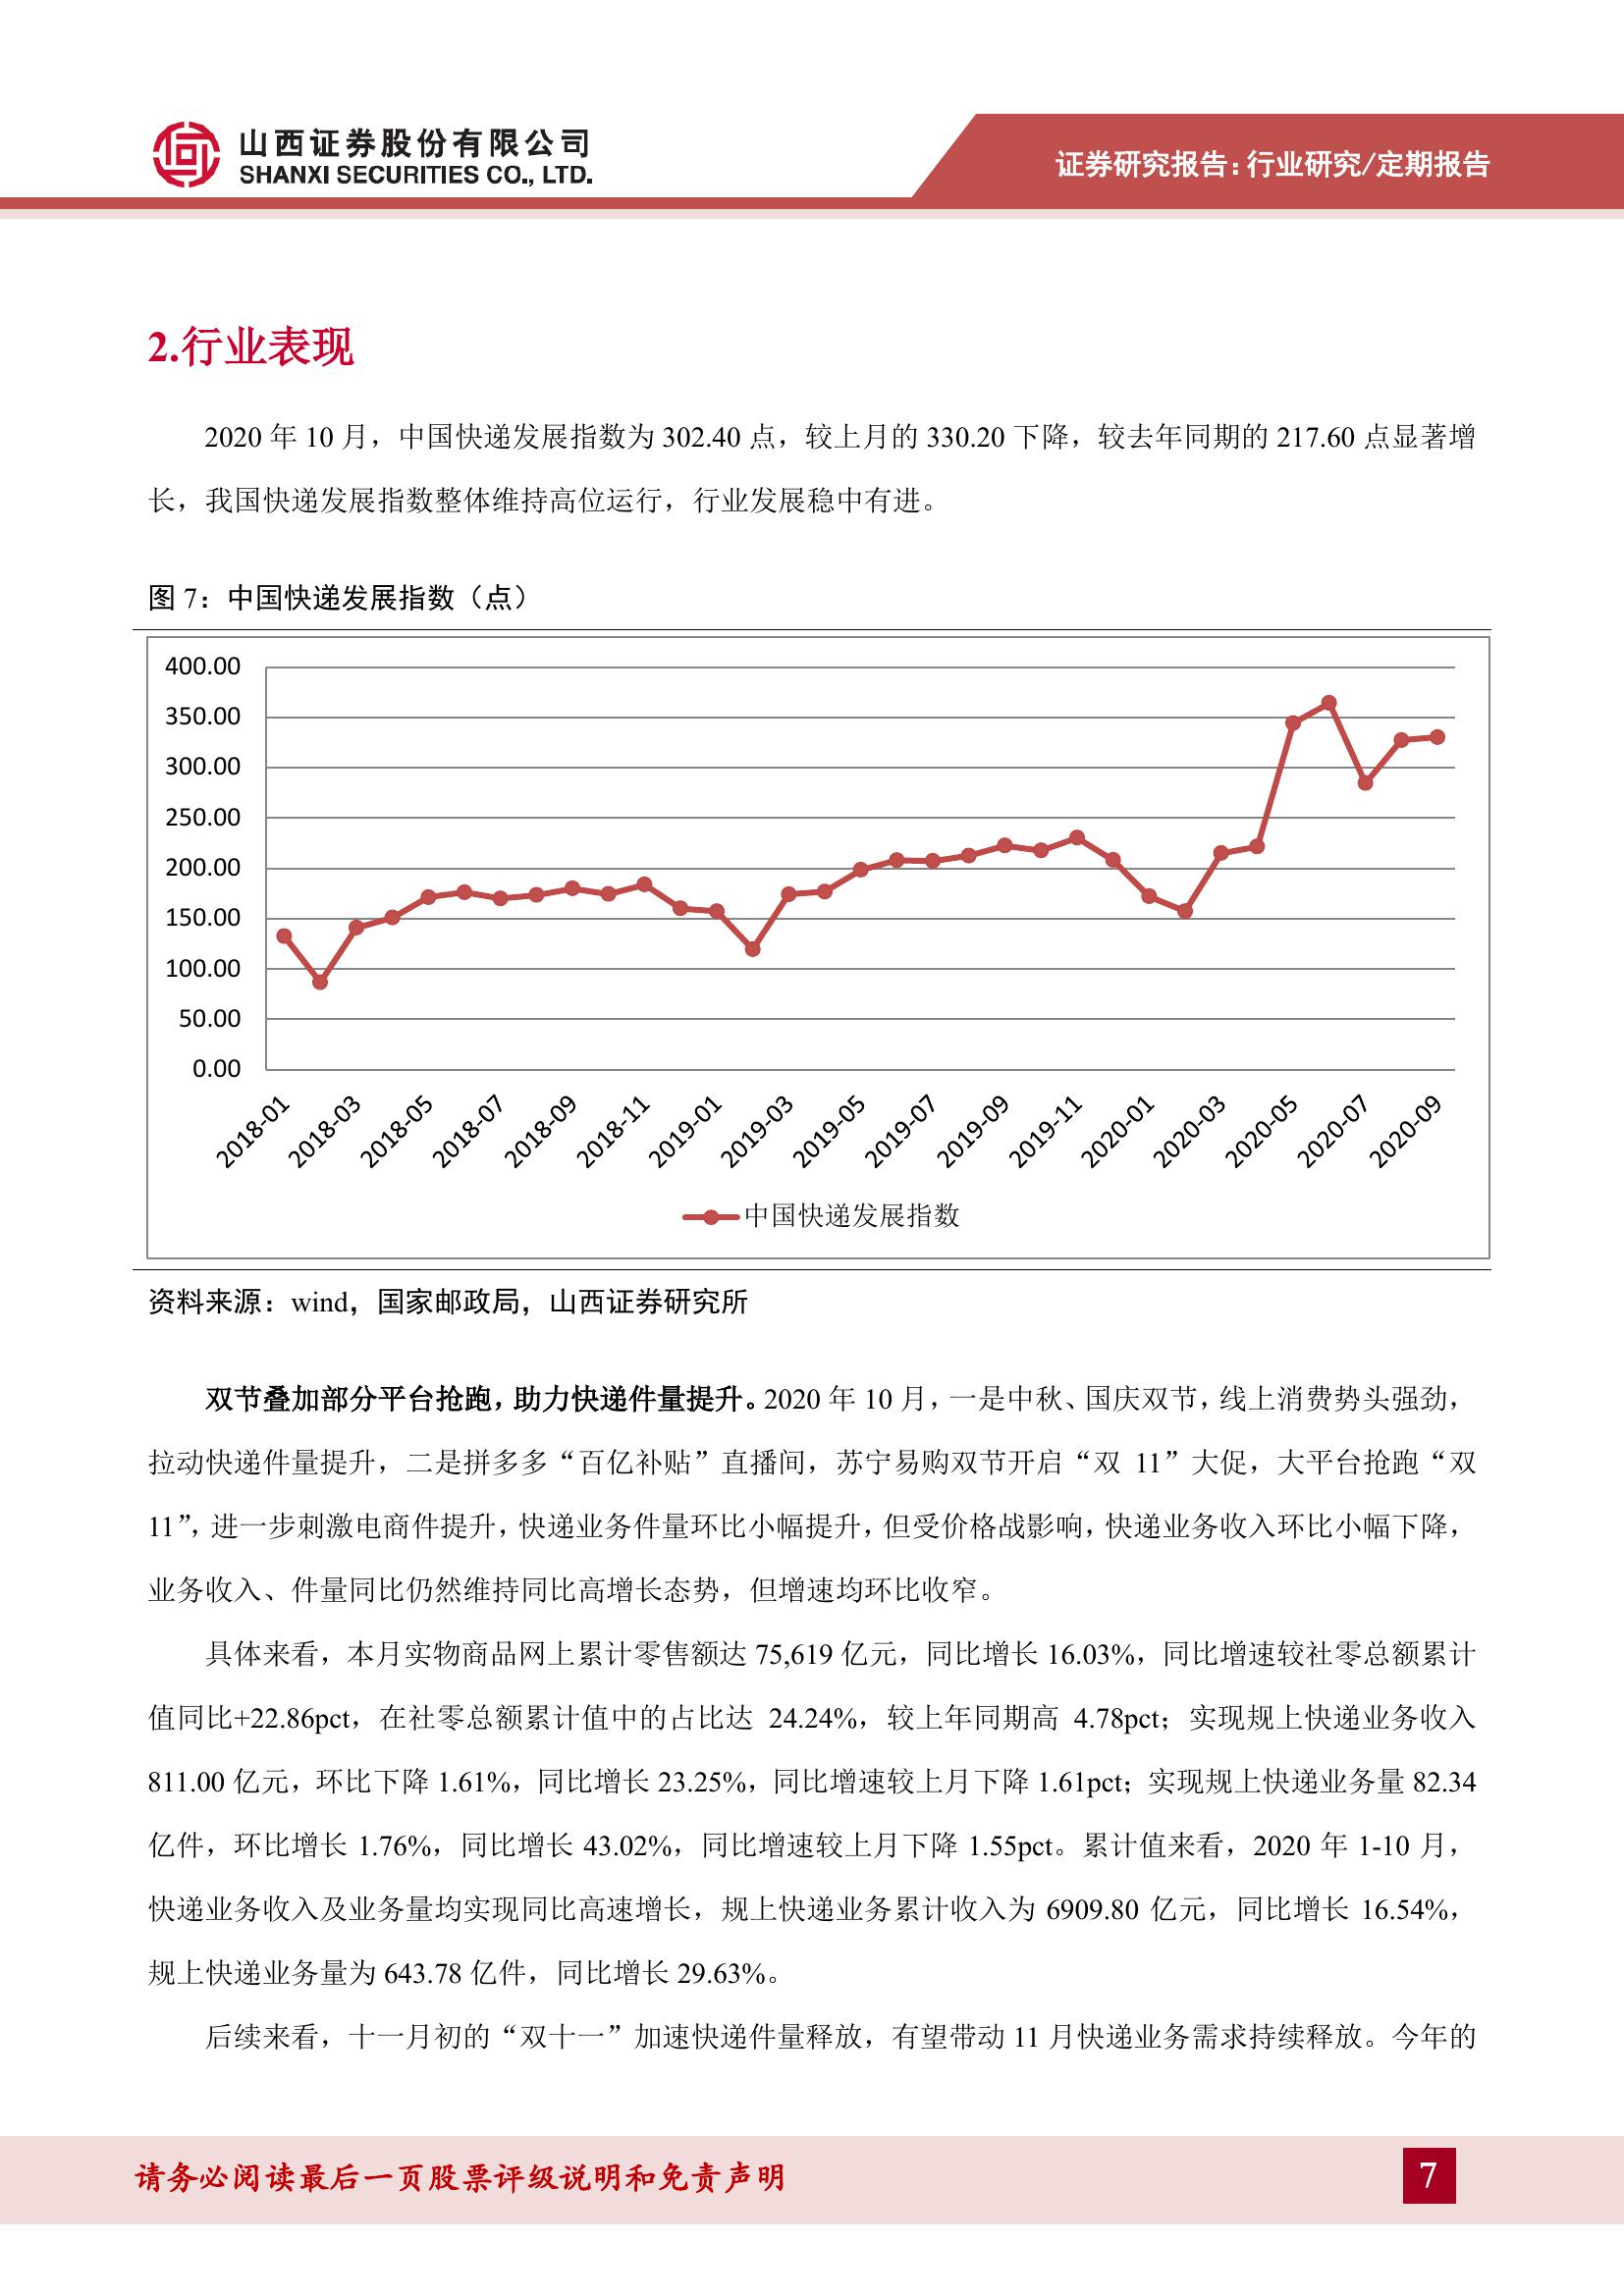 山西证券股份有限公司
SHANXI SECURITIES CO., LTD.
证券研究报告：行业研究/定期报告
2.行业表现
2020 年 10 月，中国快递发展指数为 302.40 点，较上月的 330.20 下降，较去年同期的 217.60 点显著增
长，我国快递发展指数整体维持高位运行，行业发展稳中有进。
图 7：中国快递发展指数（点）
400.00
350.00
300.00
250.00
200.00
150.00
100.00
50.00
0.00
2018-01
2018-03
2018-05
2018-07
2018-09
2018-11
2019-01
2019-03
2019-05
2019-07
2019-09
2019-11
2020-01
2020-03
2020-05
2020-07
2020-09
中国快递发展指数
资料来源：wind，国家邮政局，山西证券研究所
双节叠加部分平台抢跑，助力快递件量提升。2020 年 10 月，一是中秋、国庆双节，线上消费势头强劲，
拉动快递件量提升，二是拼多多“百亿补贴”直播间，苏宁易购双节开启“双 11”大促，大平台抢跑“双
11”，进一步刺激电商件提升，快递业务件量环比小幅提升，但受价格战影响，快递业务收入环比小幅下降，
业务收入、件量同比仍然维持同比高增长态势，但增速均环比收窄。
具体来看，本月实物商品网上累计零售额达 75,619 亿元，同比增长 16.03%，同比增速较社零总额累计
值同比+22.86pct，在社零总额累计值中的占比达 24.24%，较上年同期高 4.78pct；实现规上快递业务收入
811.00 亿元，环比下降 1.61%，同比增长 23.25%，同比增速较上月下降 1.61pct；实现规上快递业务量 82.34
亿件，环比增长 1.76%，同比增长 43.02%，同比增速较上月下降 1.55pct。累计值来看，2020 年 1-10 月，
快递业务收入及业务量均实现同比高速增长，规上快递业务累计收入为 6909.80 亿元，同比增长 16.54%，
规上快递业务量为 643.78 亿件，同比增长 29.63%。
后续来看，十一月初的“双十一”加速快递件量释放，有望带动 11 月快递业务需求持续释放。今年的
请务必阅读最后一页股票评级说明和免责声明
7